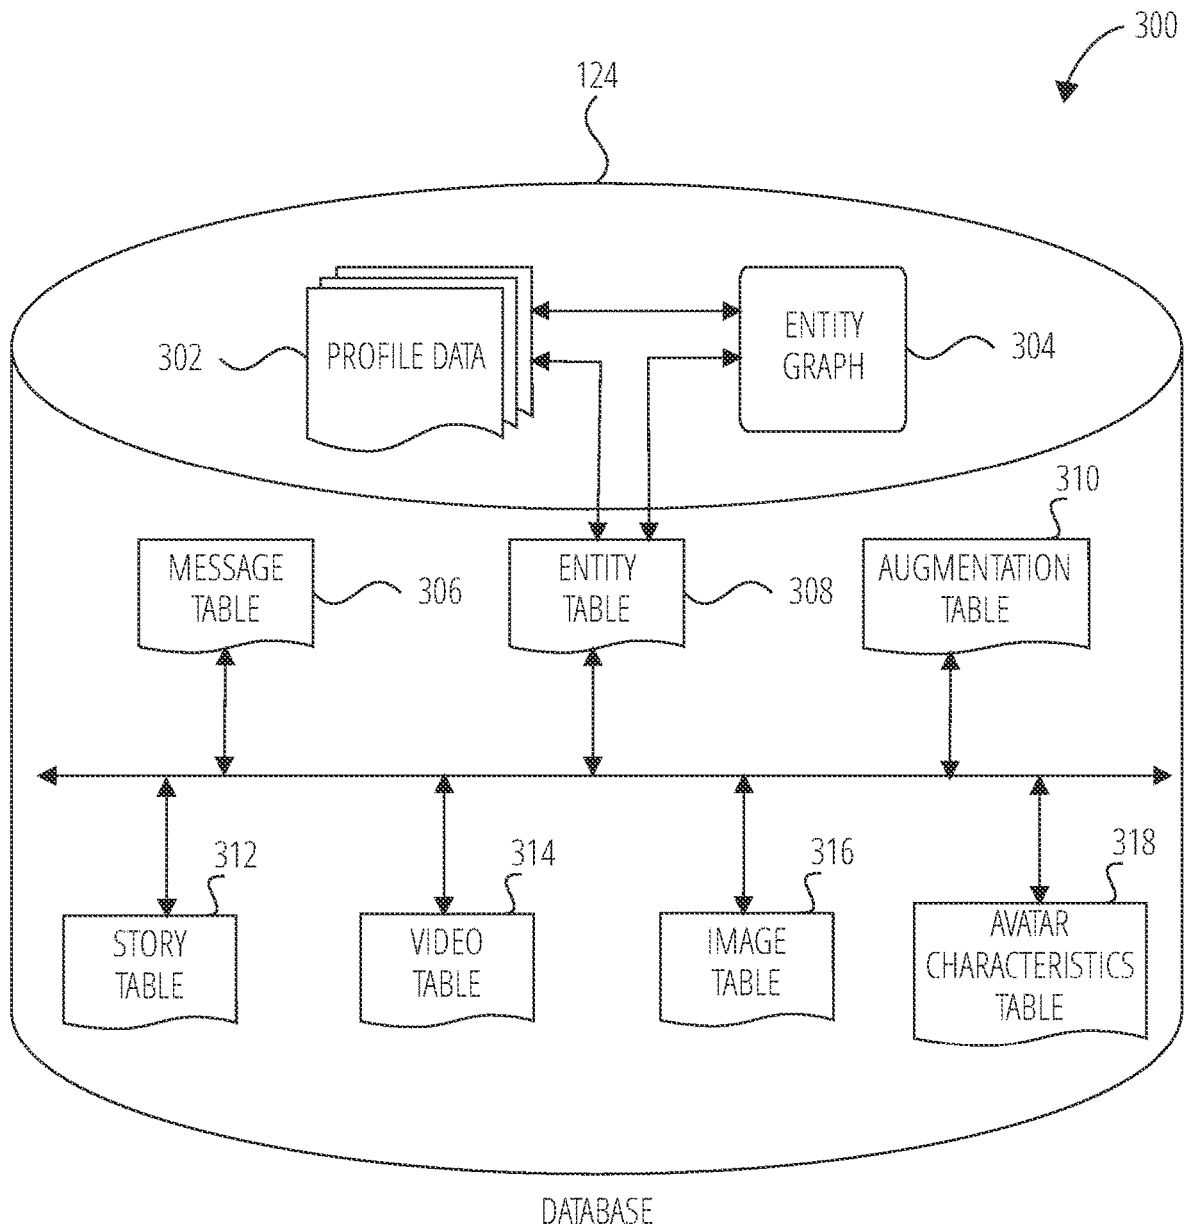 300
124
PROFILE DATA
302
ENTITY
GRAPH
304
310
MESSAGE
TABLE
306
ENTITY
TABLE
308
AUGMENTATION
TABLE
312
314
316
318
STORY
TABLE
VIDEO
TABLE
IMAGE
TABLE
AVATAR
CHARACTERISTICS
TABLE
DATABASE